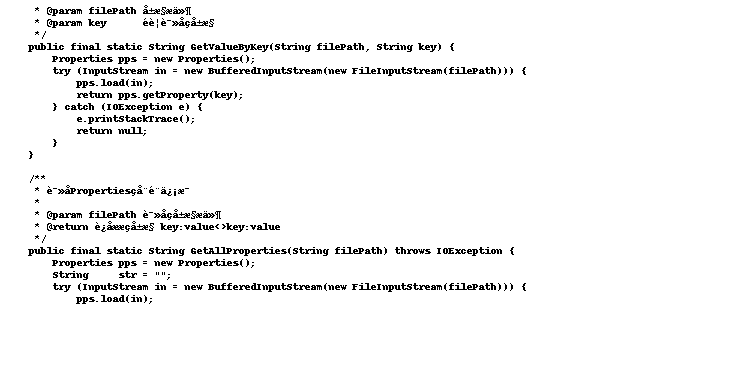 * @param filePath å±æ§æä»¶
 * @param key      éè¦è¯»åçå±æ§
 */
public final static String GetValueByKey(String filePath, String key) {
    Properties pps = new Properties();
    try (InputStream in = new BufferedInputStream(new FileInputStream(filePath))) {
        pps.load(in);
        return pps.getProperty(key);
    } catch (IOException e) {
        e.printStackTrace();
        return null;
    }
}

/**
 * è¯»åPropertiesçå¨é¨ä¿¡æ¯
 *
 * @param filePath è¯»åçå±æ§æä»¶
 * @return è¿åææçå±æ§ key:value<>key:value
 */
public final static String GetAllProperties(String filePath) throws IOException {
    Properties pps = new Properties();
    String     str = "";
    try (InputStream in = new BufferedInputStream(new FileInputStream(filePath))) {
        pps.load(in);